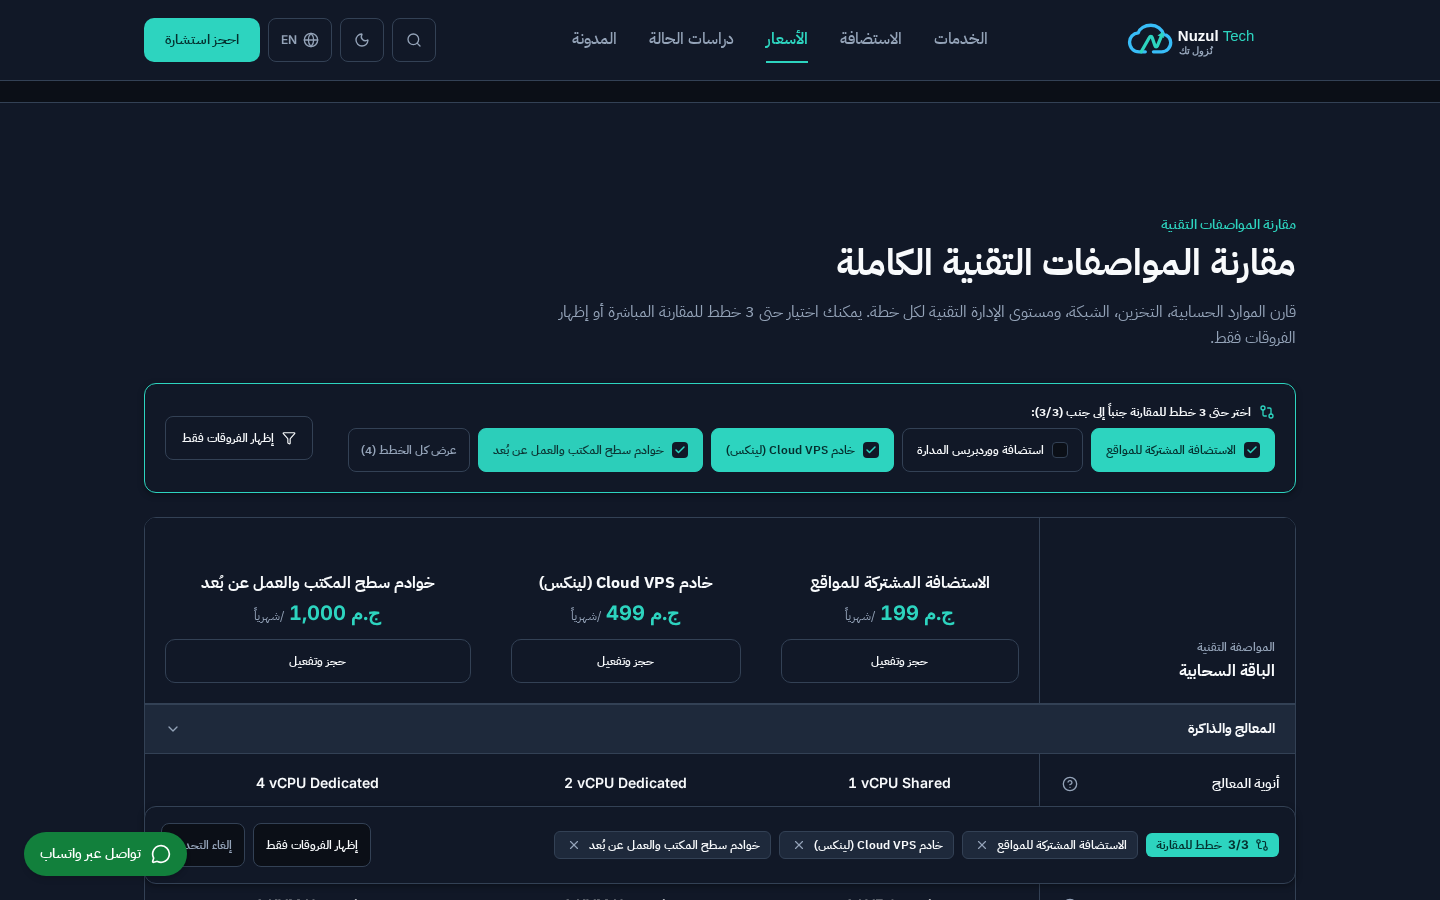 Nuzul Tech
نُزول تك
الخدمات
الاستضافة
الأسعار
دراسات الحالة
المدونة
EN
احجز استشارة
مقارنة المواصفات التقنية
مقارنة المواصفات التقنية الكاملة
قارن الموارد الحسابية، التخزين، الشبكة، ومستوى الإدارة التقنية لكل خطة. يمكنك اختيار حتى 3 خطط للمقارنة المباشرة أو إظهار
الفروقات فقط.
اختر حتى 3 خطط للمقارنة جنباً إلى جنب (3/3):
الاستضافة المشتركة للمواقع
استضافة ووردبريس المدارة
خادم Cloud VPS (لينكس)
خوادم سطح المكتب والعمل عن بُعد
عرض كل الخطط (4)
إظهار الفروقات فقط
المواصفة التقنية
الباقة السحابية
الاستضافة المشتركة للمواقع
ج.م 199 /شهرياً
حجز وتفعيل
خادم Cloud VPS (لينكس)
ج.م 499 /شهرياً
حجز وتفعيل
خوادم سطح المكتب والعمل عن بُعد
ج.م 1,000 /شهرياً
حجز وتفعيل
المعالج والذاكرة
أنوية المعالج
1 vCPU Shared
2 vCPU Dedicated
4 vCPU Dedicated
3/3 خطط للمقارنة
الاستضافة المشتركة للمواقع
خادم Cloud VPS (لينكس)
خوادم سطح المكتب والعمل عن بُعد
إظهار الفروقات فقط
إلغاء
تواصل عبر واتساب